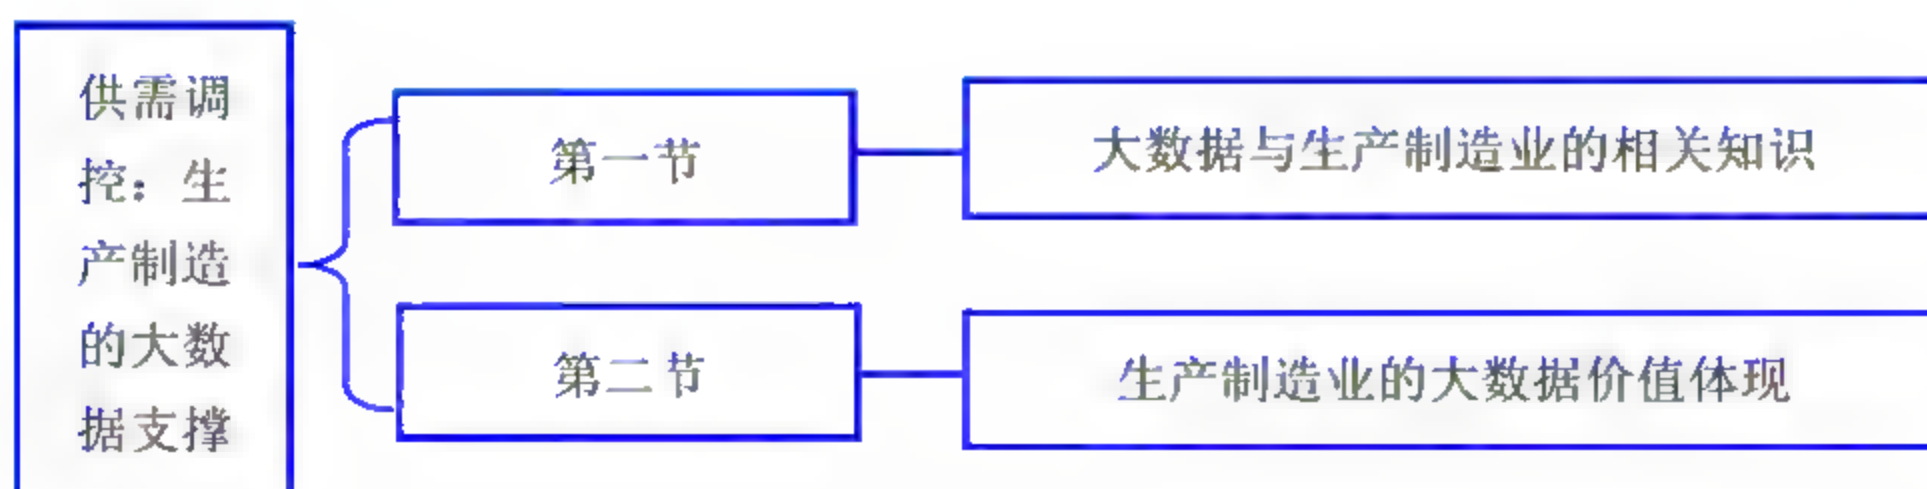 供需调
控：生
产制造
的大数
据支撑
第一节
大数据与生产制造业的相关知识
第二节
生产制造业的大数据价值体现